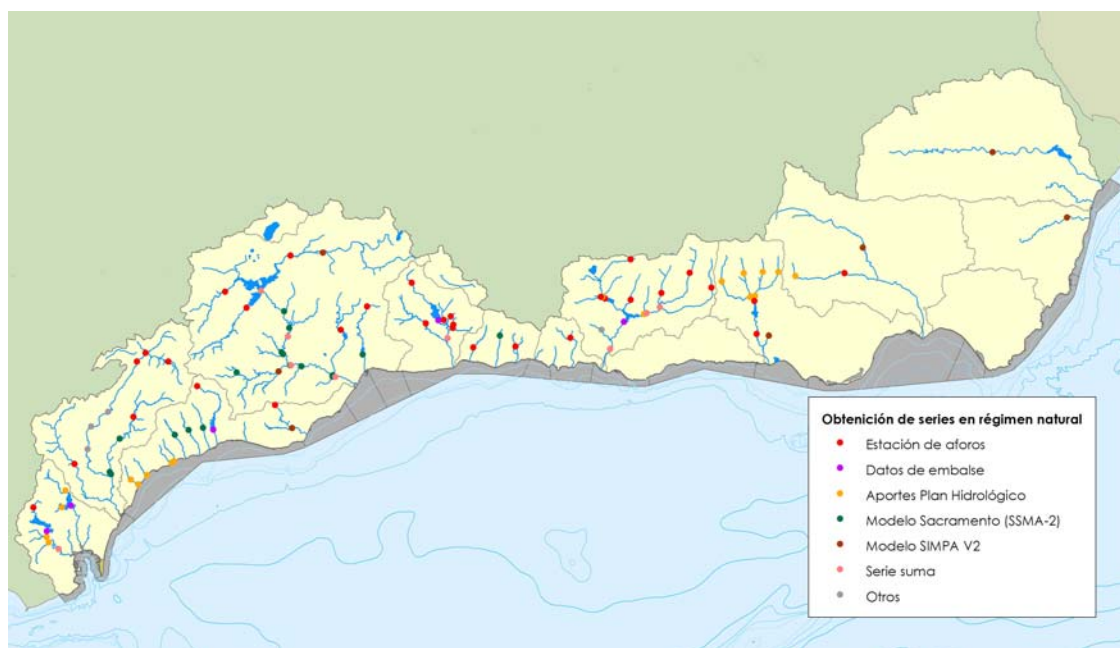 Obtenición de series en régimen natural
Estación de aforos
Datos de embalse
Aportes Plan Hidrológico
Modelo Sacramento (SSMA-2)
Modelo SIMPA V2
Serie suma
Otros